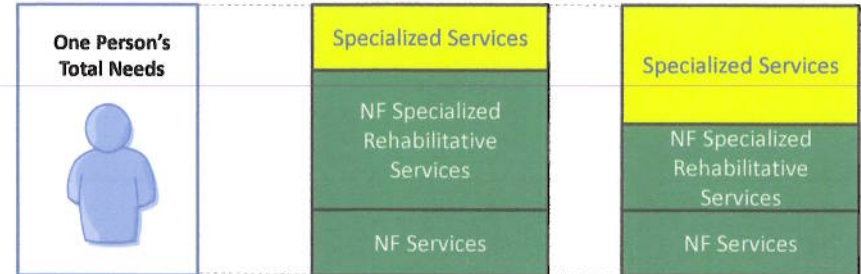 One Person's
Total Needs
Specialized Services
NF Specialized
Rehabilitative
Services
NF Services
Specialized Services
NF Specialized
Rehabilitative
Services
NF Services